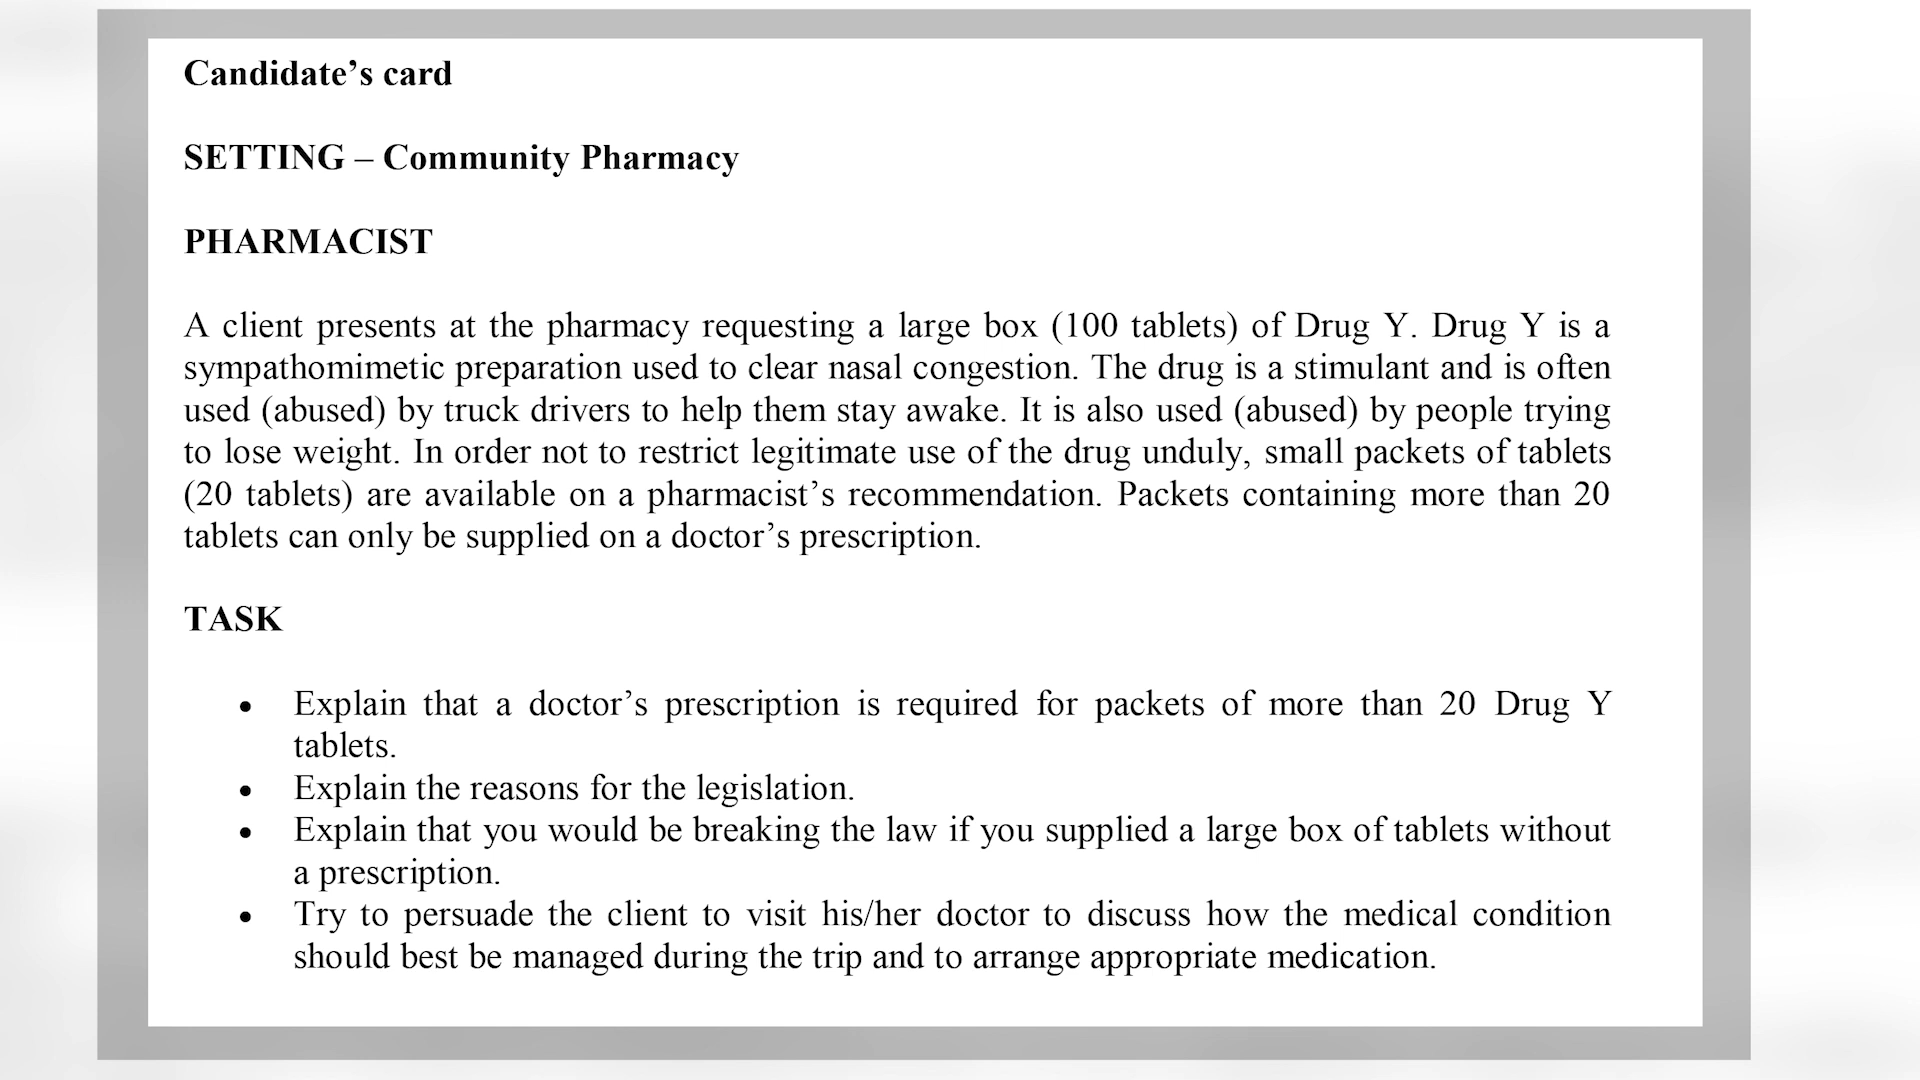 Candidate’s card
SETTING – Community Pharmacy
PHARMACIST
A client presents at the pharmacy requesting a large box (100 tablets) of Drug Y. Drug Y is a
sympathomimetic preparation used to clear nasal congestion. The drug is a stimulant and is often
used (abused) by truck drivers to help them stay awake. It is also used (abused) by people trying
to lose weight. In order not to restrict legitimate use of the drug unduly, small packets of tablets
(20 tablets) are available on a pharmacist’s recommendation. Packets containing more than 20
tablets can only be supplied on a doctor’s prescription.
TASK
• Explain that a doctor’s prescription is required for packets of more than 20 Drug Y
tablets.
• Explain the reasons for the legislation.
• Explain that you would be breaking the law if you supplied a large box of tablets without
a prescription.
• Try to persuade the client to visit his/her doctor to discuss how the medical condition
should best be managed during the trip and to arrange appropriate medication.